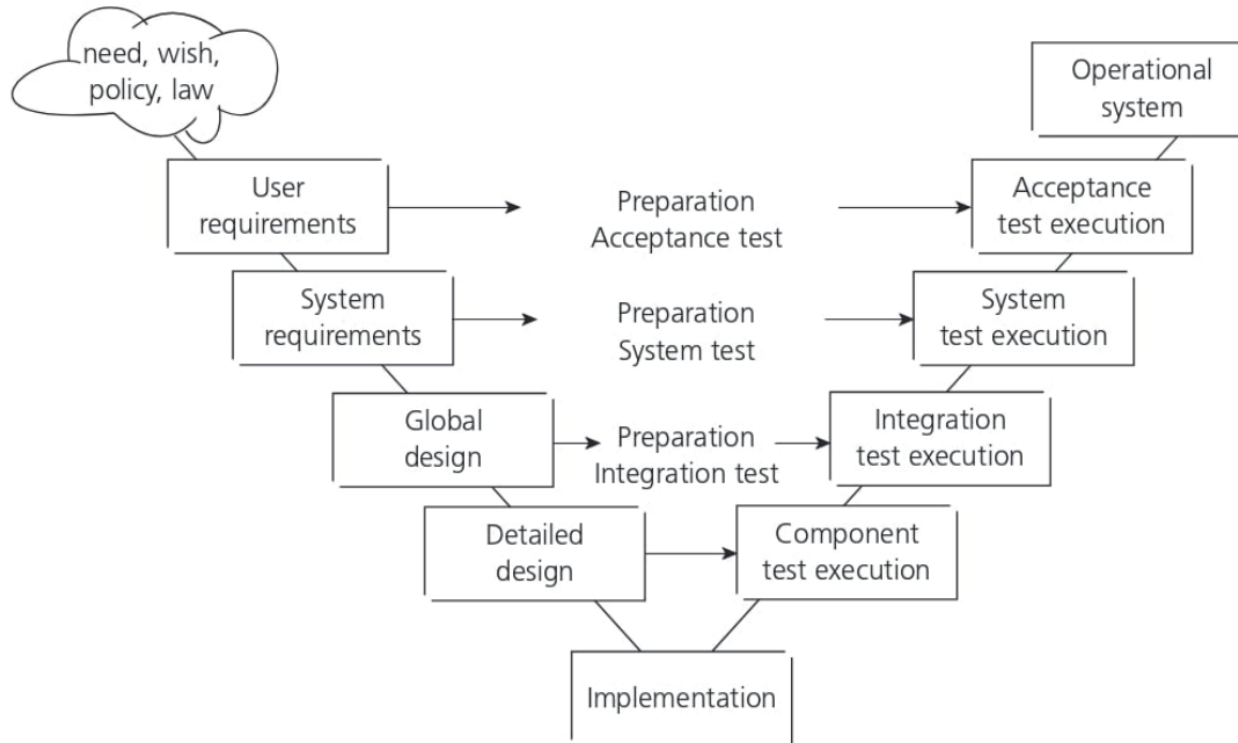 need, wish,
policy, law
Operational
system
User
requirements
Preparation
Acceptance test
Acceptance
test execution
System
requirements
Preparation
System test
System
test execution
Global
design
Preparation
Integration test
Integration
test execution
Detailed
design
Component
test execution
Implementation